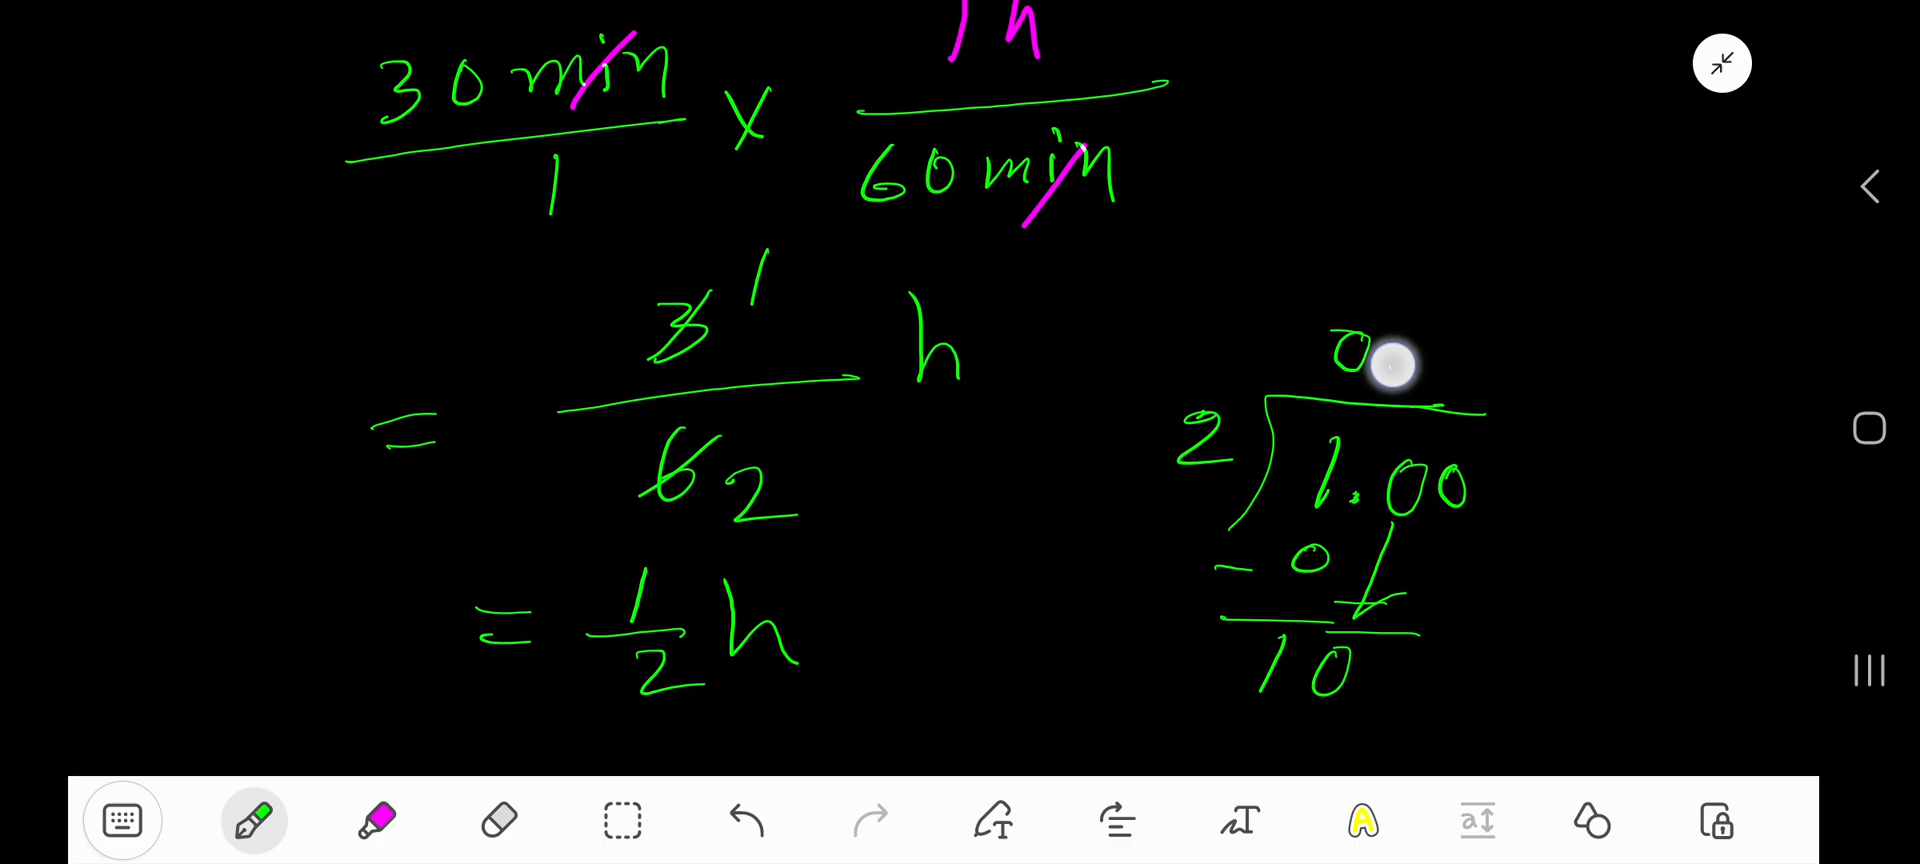 30 min / 1 × 1 h / 60 min
= 3 1 / 6 2 h
= 1/2 h
0
2 1.00
- 0
10